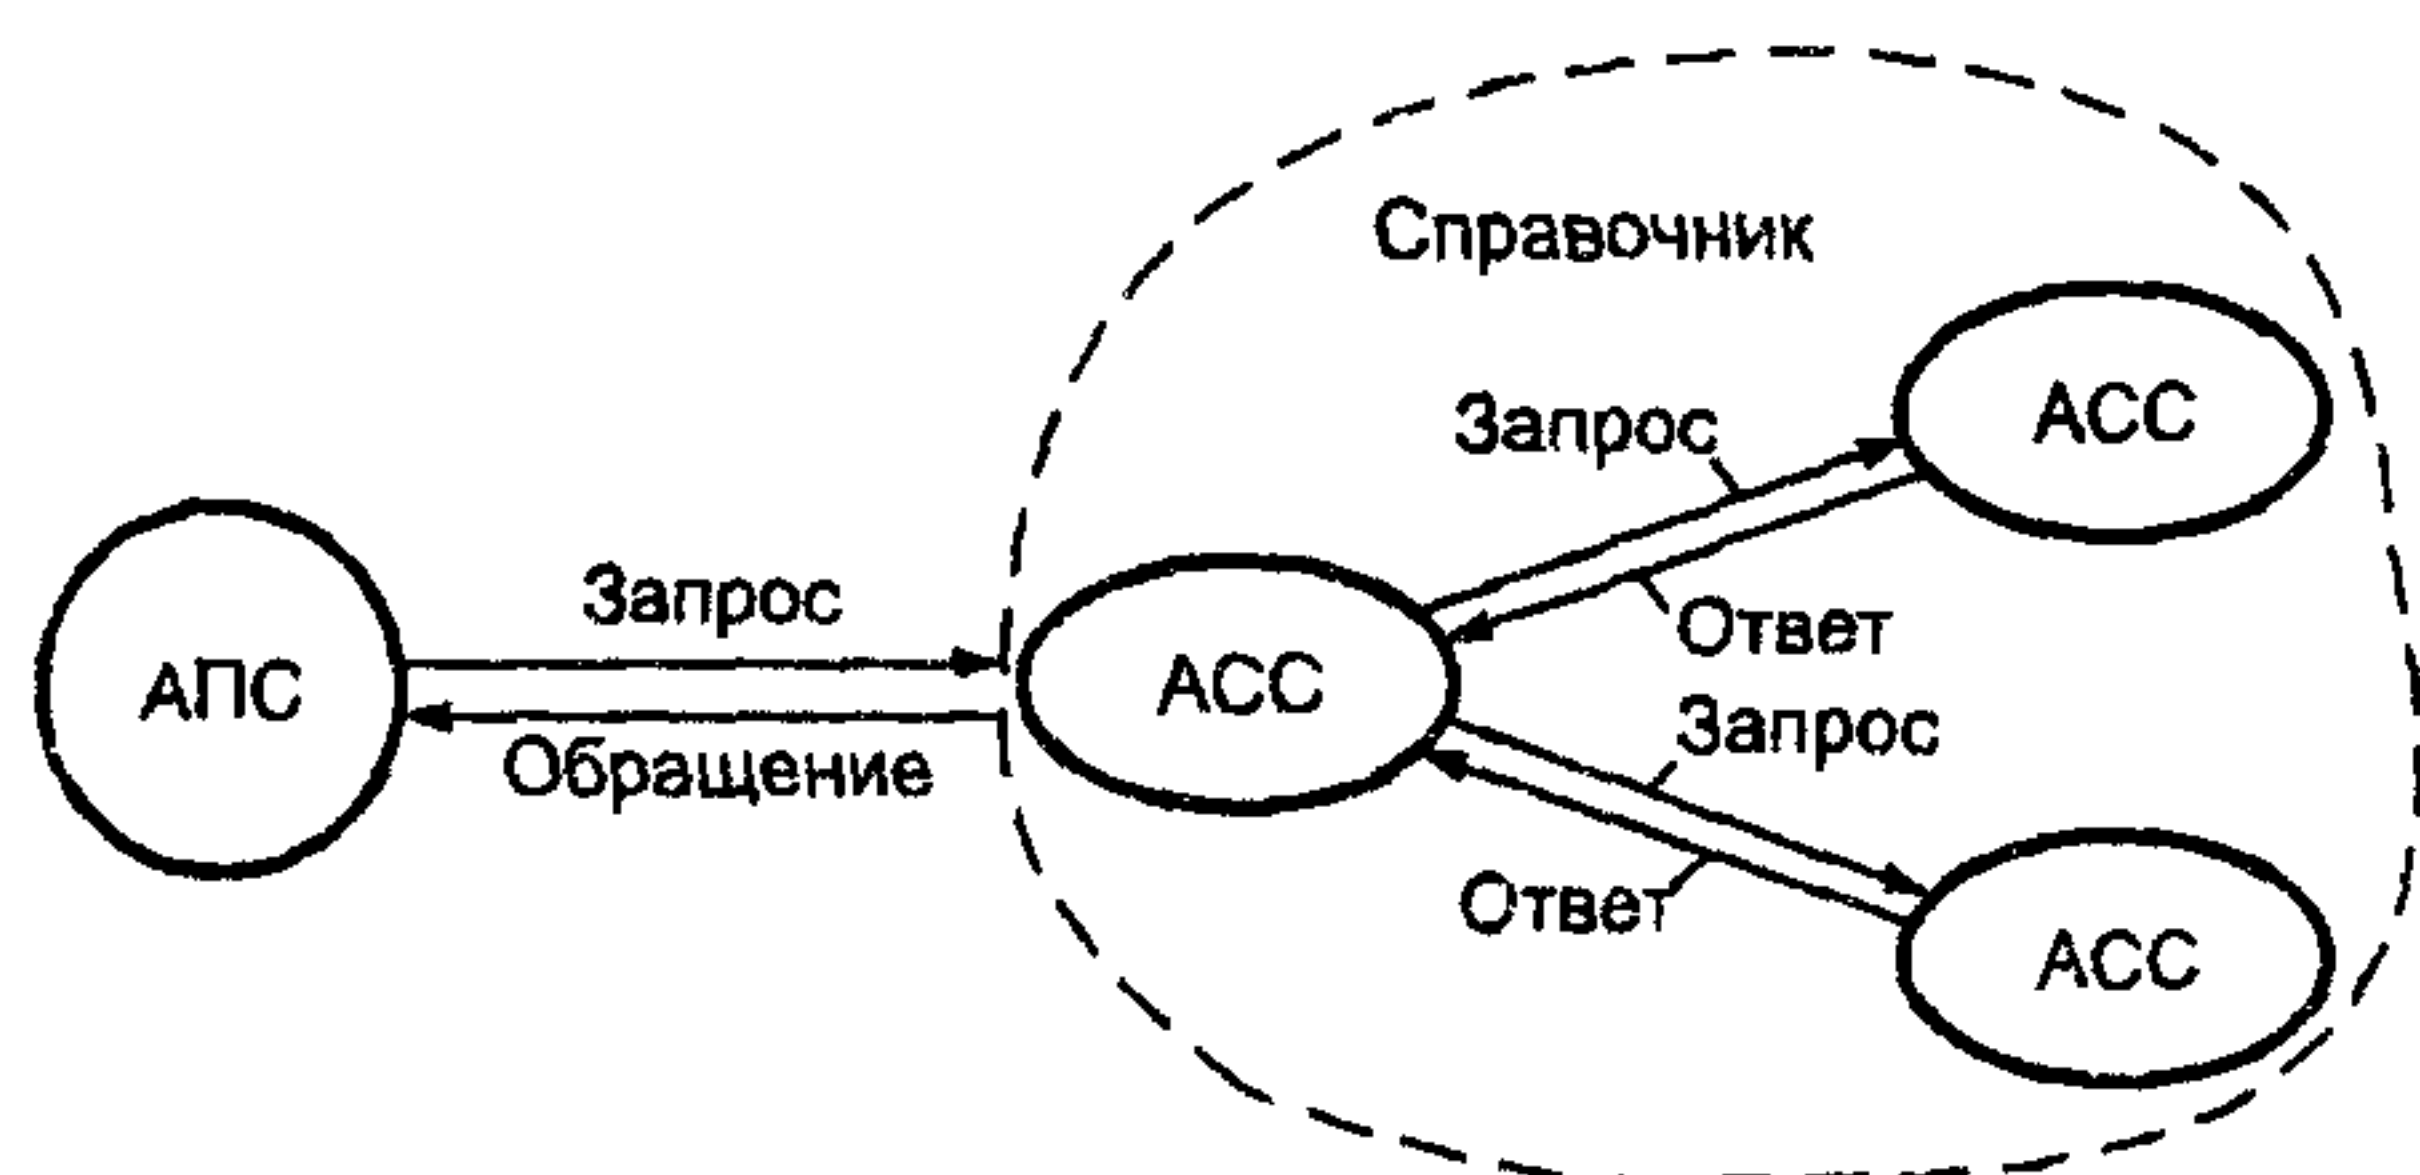 Справочник
АСС
Запрос
Ответ
Запрос
Обращение
АПС
АСС
Запрос
Ответ
АСС